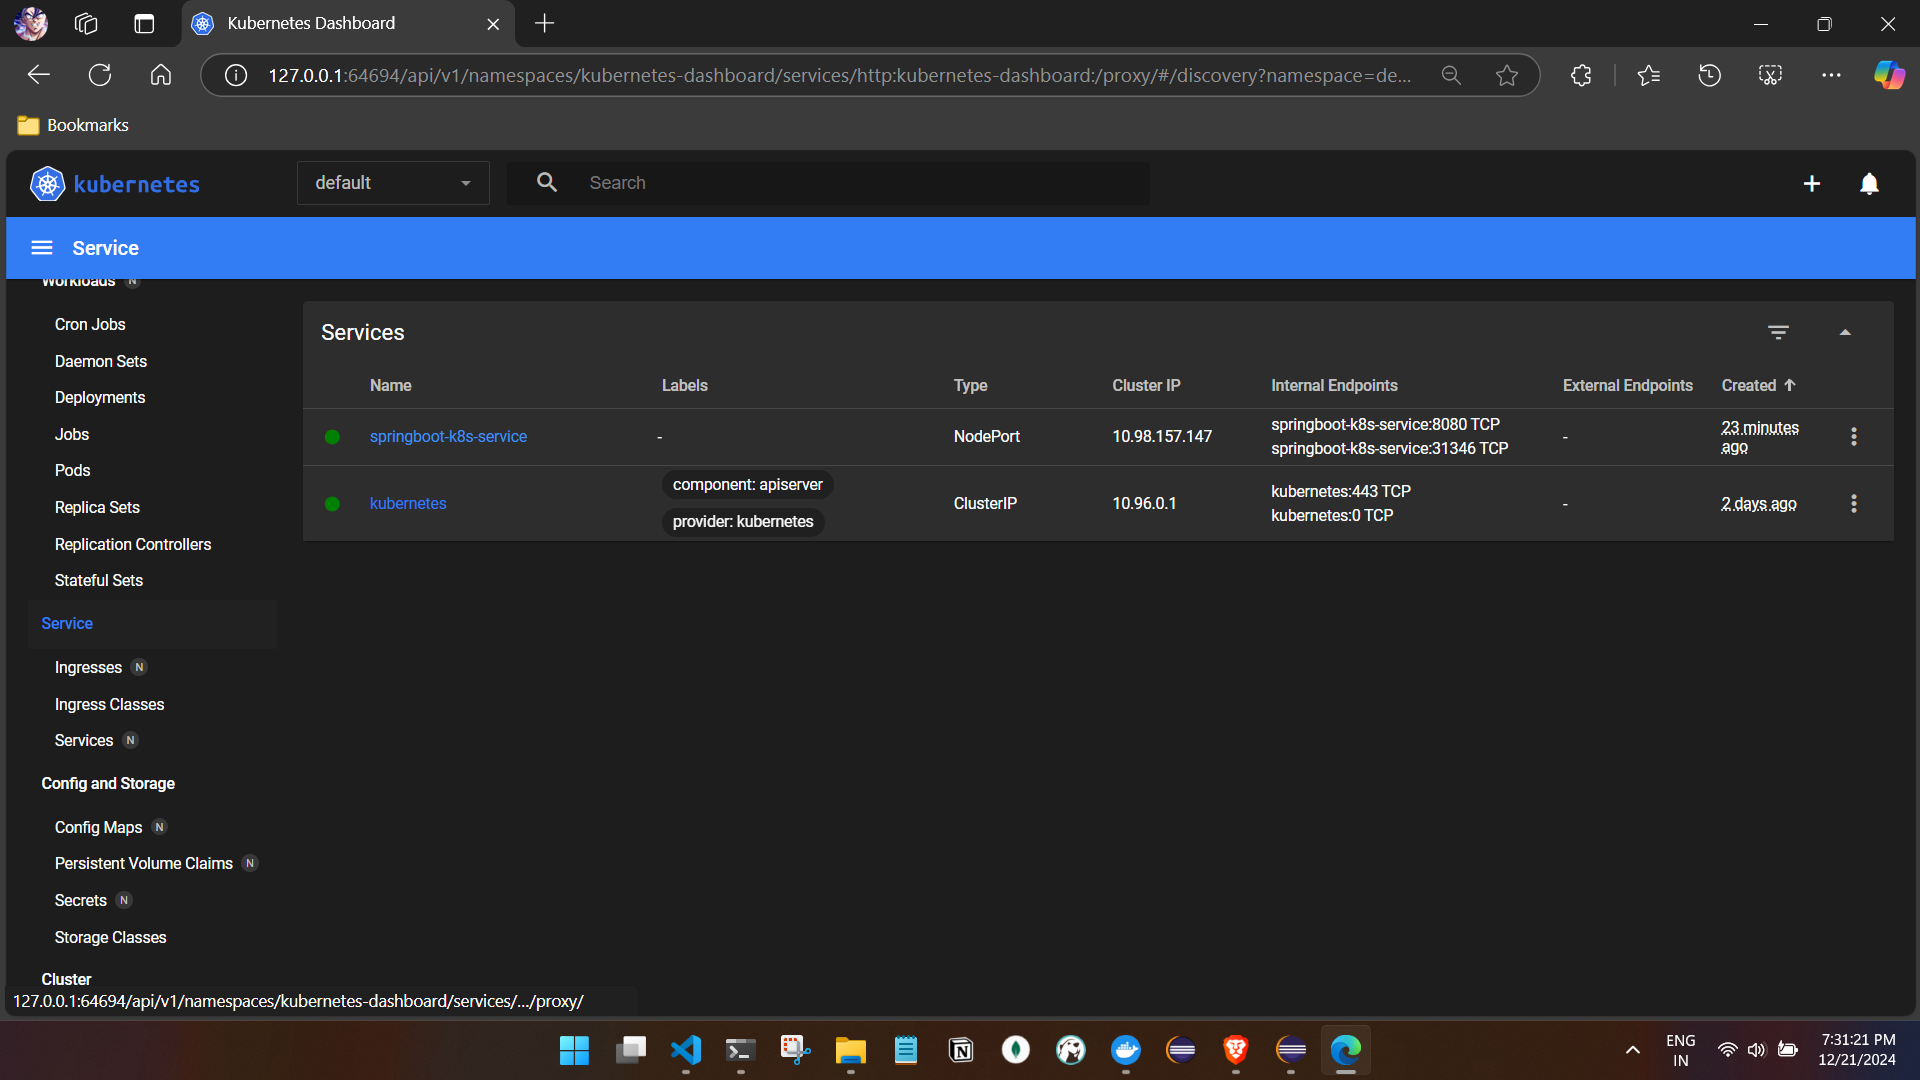 Kubernetes Dashboard
127.0.0.1:64694/api/v1/namespaces/kubernetes-dashboard/services/http:kubernetes-dashboard:/proxy/#/discovery?namespace=de...
Bookmarks
kubernetes
default
Search
Service
Workloads N
Cron Jobs
Daemon Sets
Deployments
Jobs
Pods
Replica Sets
Replication Controllers
Stateful Sets
Service
Ingresses N
Ingress Classes
Services N
Config and Storage
Config Maps N
Persistent Volume Claims N
Secrets N
Storage Classes
Cluster
Services
Name Labels Type Cluster IP Internal Endpoints External Endpoints Created
springboot-k8s-service - NodePort 10.98.157.147 springboot-k8s-service:8080 TCP - 23 minutes
springboot-k8s-service:31346 TCP ago
component: apiserver
kubernetes ClusterIP 10.96.0.1 kubernetes:443 TCP - 2 days ago
provider: kubernetes kubernetes:0 TCP
127.0.0.1:64694/api/v1/namespaces/kubernetes-dashboard/services/.../proxy/
ENG
IN
7:31:21 PM
12/21/2024